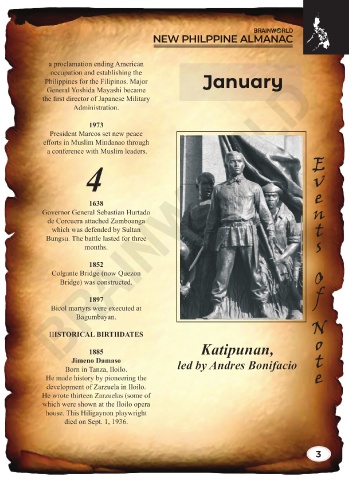 BRAINWORLD
NEW PHILPPINE ALMANAC
January
a proclamation ending American
occupation and establishing the
Philippines for the Filipinos. Major
General Yoshida Mayashi became
the first director of Japanese Military
Administration.
1973
President Marcos set new peace
efforts in Muslim Mindanao through
a conference with Muslim leaders.
4
1638
Governor General Sebastian Hurtado
de Corcuera attached Zamboanga
which was defended by Sultan
Bungsu. The battle lasted for three
months.
1852
Colgante Bridge (now Quezon
Bridge) was constructed.
1897
Bicol martyrs were executed at
Bagumbayan.
HISTORICAL BIRTHDATES
1885
Jimeno Damaso
Born in Tanza, Iloilo.
He made history by pioneering the
development of Zarzuela in Iloilo.
He wrote thirteen Zarzuelas (some of
which were shown at the Iloilo opera
house. This Hiligaynon playwright
died on Sept. 1, 1936.
Katipunan,
led by Andres Bonifacio
Events Of Note
3